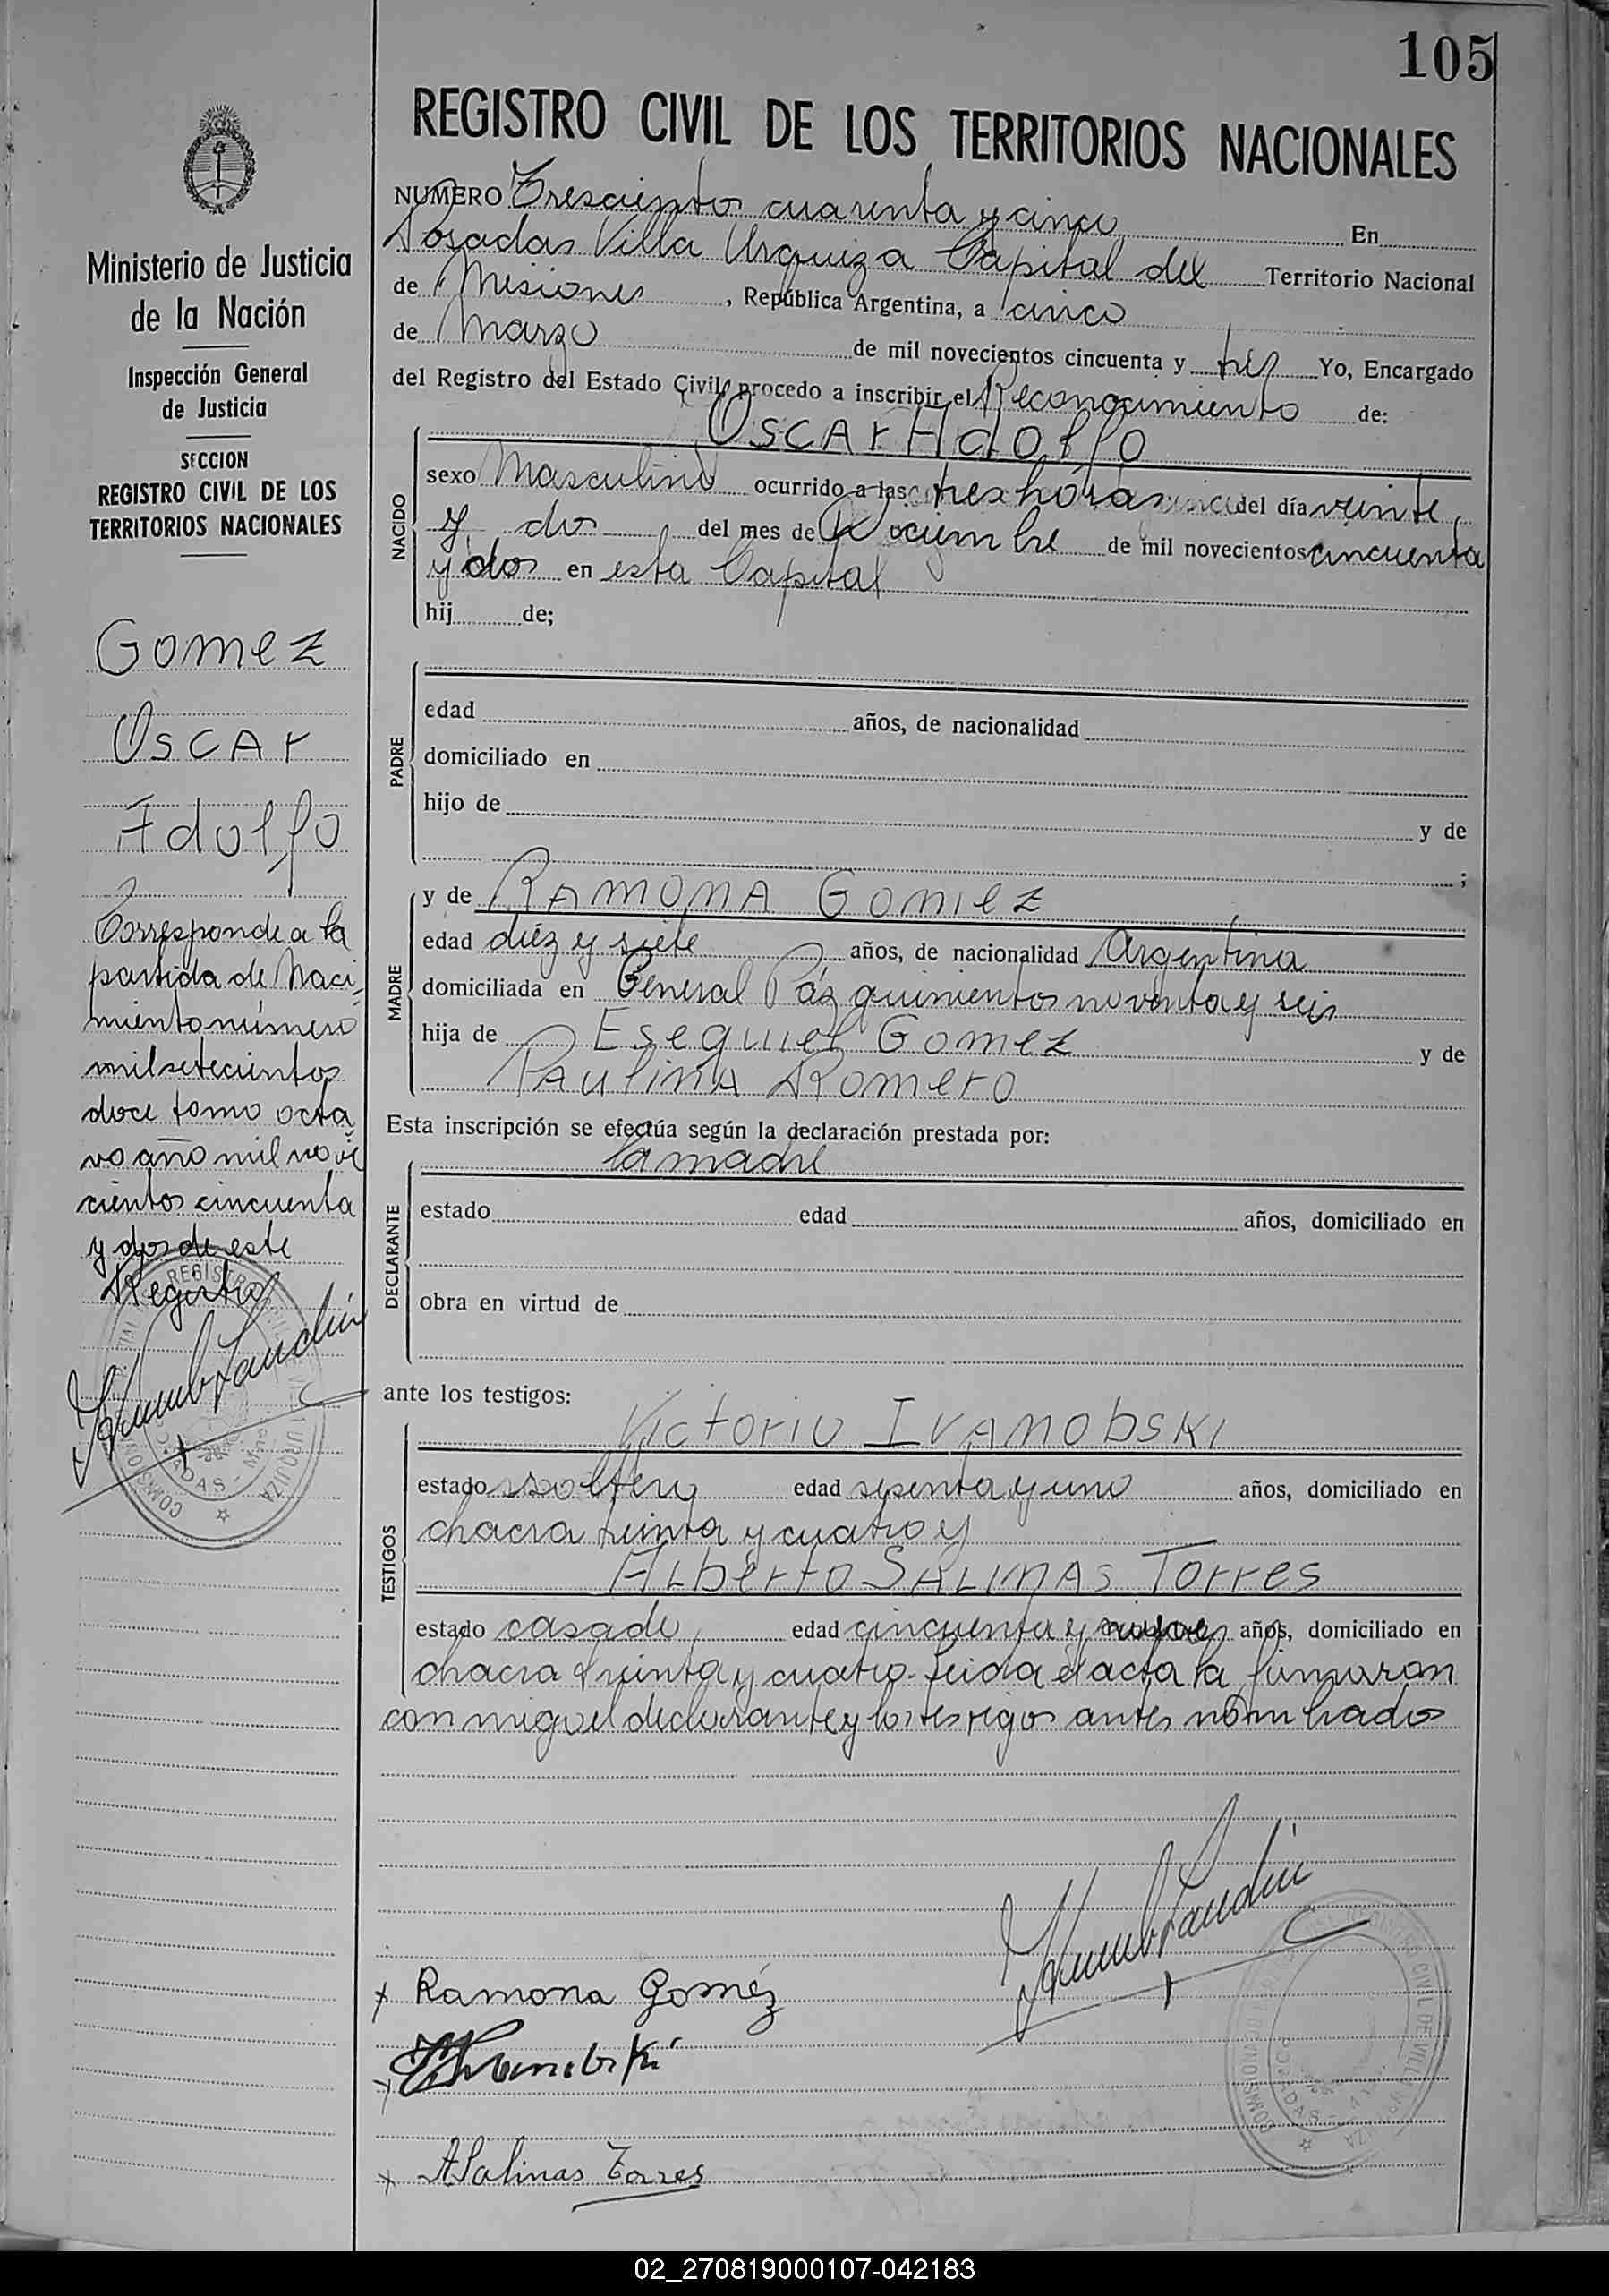 105
REGISTRO CIVIL DE LOS TERRITORIOS NACIONALES
Ministerio de Justicia
de la Nación
Inspección General
de Justicia
SECCION
REGISTRO CIVIL DE LOS
TERRITORIOS NACIONALES
Gomez
Oscar
Adolfo
Corresponde a la
partida de Naci-
miento número
mil setecientos
doce tomo octa
vo año mil nove
cientos cincuenta
y dos de este
Registro
NUMERO Tresciento cuarenta y cinco En
Posadas Villa Urquiza Capital del Territorio Nacional
de Misiones, República Argentina, a cinco
de Marzo de mil novecientos cincuenta y tres Yo, Encargado
del Registro del Estado Civil, procedo a inscribir el Reconocimiento de:
Oscar Adolfo
NACIDO
sexo Masculino ocurrido a las tres horas del día veinte
y dos del mes de Diciembre de mil novecientos cincuenta
y dos en esta Capital
hij de;
PADRE
edad años, de nacionalidad
domiciliado en
hijo de y de
;
MADRE
y de Ramona Gomez
edad diéz y siete años, de nacionalidad Argentina
domiciliada en General Páz quinientos noventa y seis
hija de Esequiel Gomez y de
Paulina Romero
Esta inscripción se efectúa según la declaración prestada por:
la madre
DECLARANTE
estado edad años, domiciliado en
obra en virtud de
ante los testigos:
TESTIGOS
Victorio Ivanobski
estado soltero edad sesenta y uno años, domiciliado en
chacra treinta y cuatro y
Alberto Salinas Torres
estado casado edad cincuenta y años, domiciliado en
chacra treinta y cuatro. Leida el acta la firmaron
con migo el declarante y los testigos antes nombrados
Ramona Goméz
ASalinas Torres
02_270819000107-042183